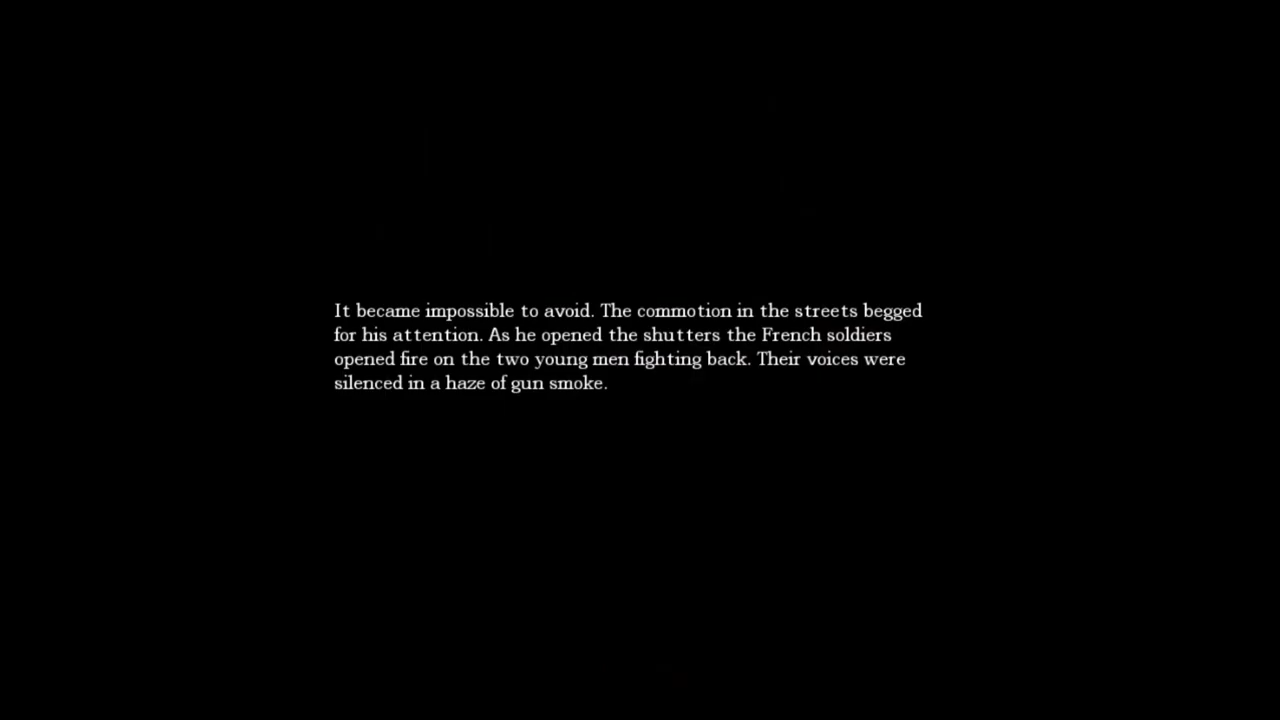 It became impossible to avoid. The commotion in the streets begged
for his attention. As he opened the shutters the French soldiers
opened fire on the two young men fighting back. Their voices were
silenced in a haze of gun smoke.